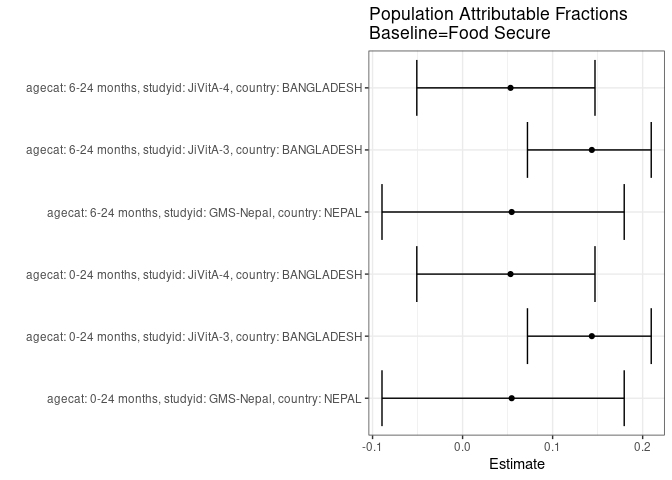 Population Attributable Fractions
Baseline=Food Secure
agecat: 6-24 months, studyid: JiVitA-4, country: BANGLADESH
agecat: 6-24 months, studyid: JiVitA-3, country: BANGLADESH
agecat: 6-24 months, studyid: GMS-Nepal, country: NEPAL
agecat: 0-24 months, studyid: JiVitA-4, country: BANGLADESH
agecat: 0-24 months, studyid: JiVitA-3, country: BANGLADESH
agecat: 0-24 months, studyid: GMS-Nepal, country: NEPAL
-0.1 0.0 0.1 0.2
Estimate